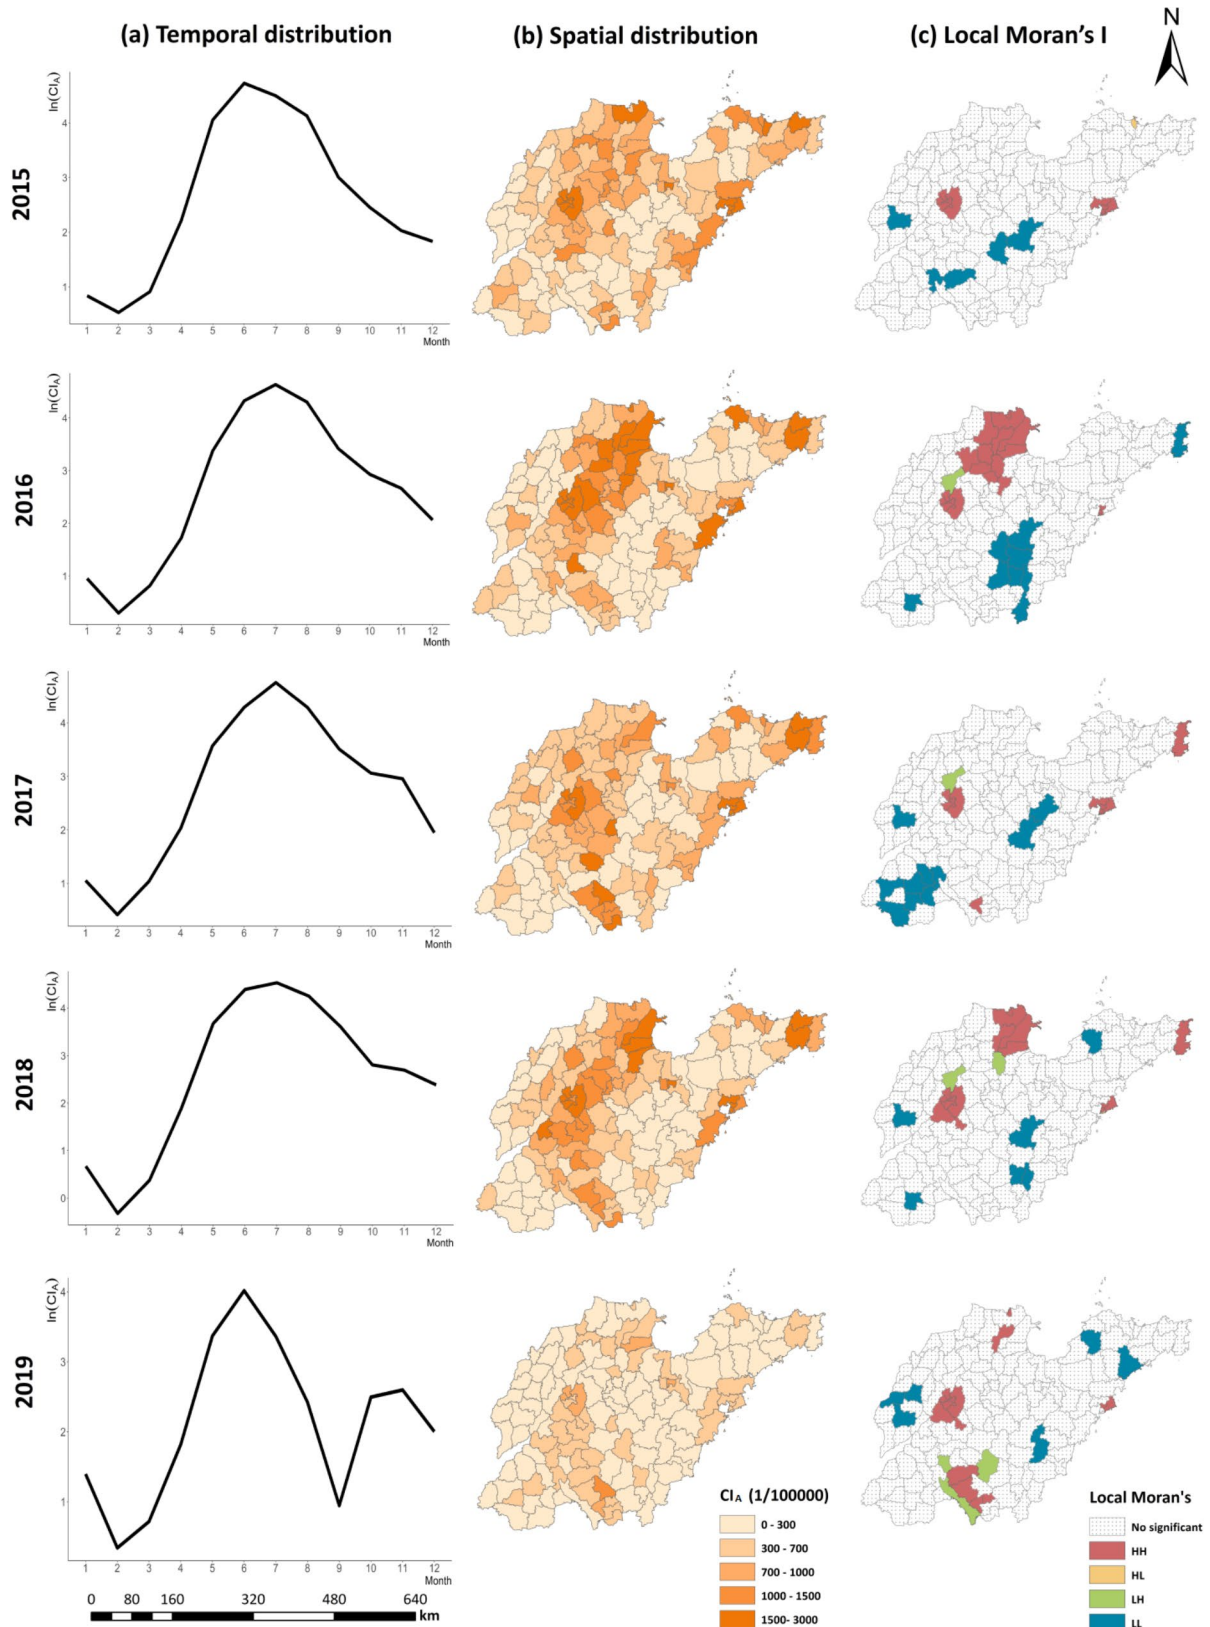 (a) Temporal distribution
(b) Spatial distribution
(c) Local Moran's I
N
2015
ln(CIA)
4
3
2
1
1 2 3 4 5 6 7 8 9 10 11 12
Month
2016
ln(CIA)
4
3
2
1
1 2 3 4 5 6 7 8 9 10 11 12
Month
2017
ln(CIA)
4
3
2
1
1 2 3 4 5 6 7 8 9 10 11 12
Month
2018
ln(CIA)
4
3
2
1
0
1 2 3 4 5 6 7 8 9 10 11 12
Month
2019
ln(CIA)
4
3
2
1
1 2 3 4 5 6 7 8 9 10 11 12
Month
0 80 160 320 480 640
km
CIA (1/100000)
0 - 300
300 - 700
700 - 1000
1000 - 1500
1500- 3000
Local Moran's
No significant
HH
HL
LH
LL